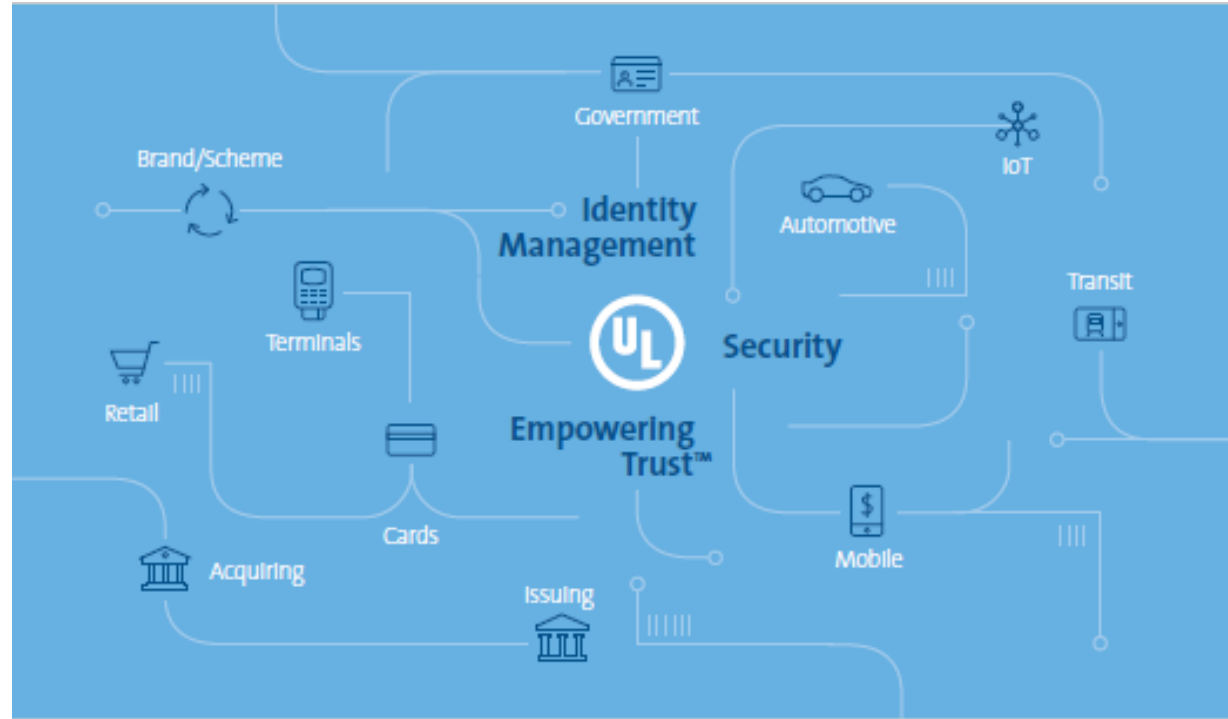 Government
IoT
Brand/Scheme
Identity
Management
Automotive
Transit
Terminals
UL
Security
Retail
Empowering
Trust™
$
Cards
Mobile
Acquiring
Issuing